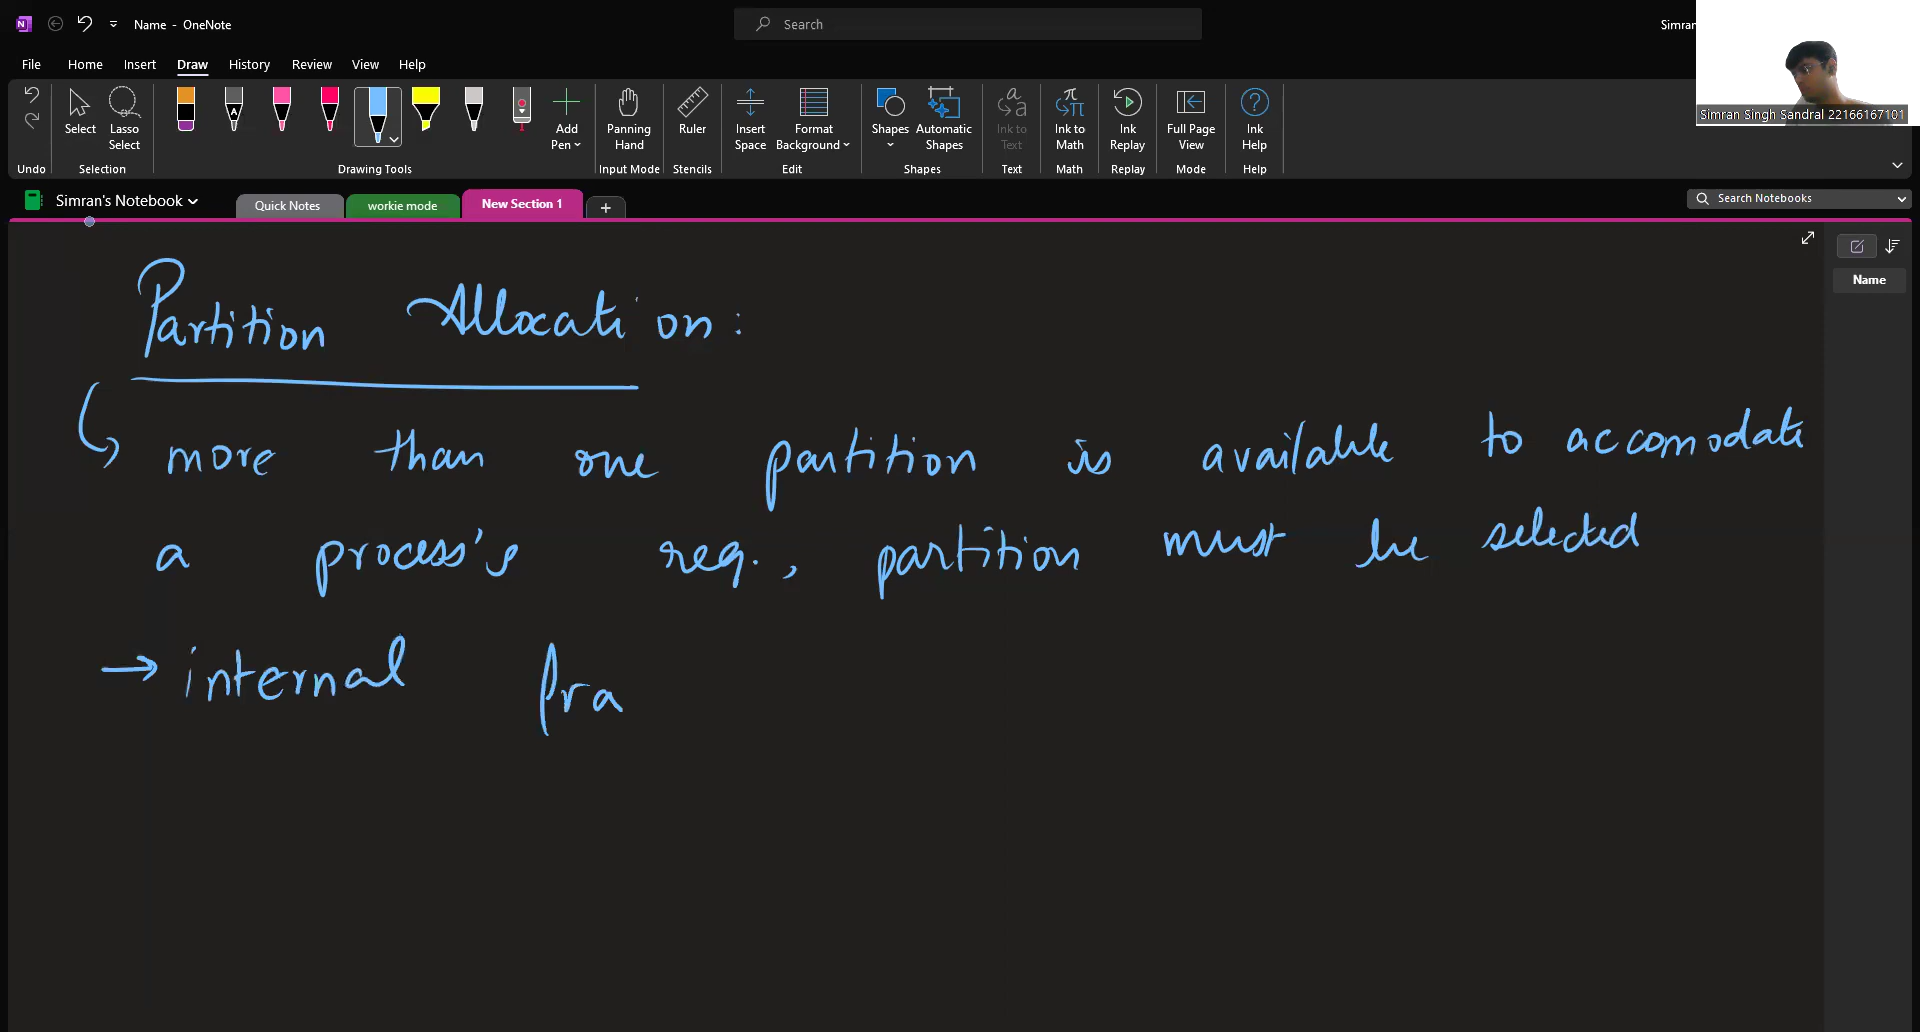 Name - OneNote
Search
Simran
File Home Insert Draw History Review View Help
Select
Lasso Select
Add Pen
Panning Hand
Ruler
Insert Space
Format Background
Shapes
Automatic Shapes
Ink to Text
Ink to Math
Ink Replay
Full Page View
Ink Help
Simran Singh Sandral 22166167101
Undo Selection Drawing Tools Input Mode Stencils Edit Shapes Text Math Replay Mode Help
Simran's Notebook Quick Notes workie mode New Section 1 + Search Notebooks
Name
Partition Allocation:
more than one partition is available to accomodate
a process's req., partition must be selected
→ internal fra